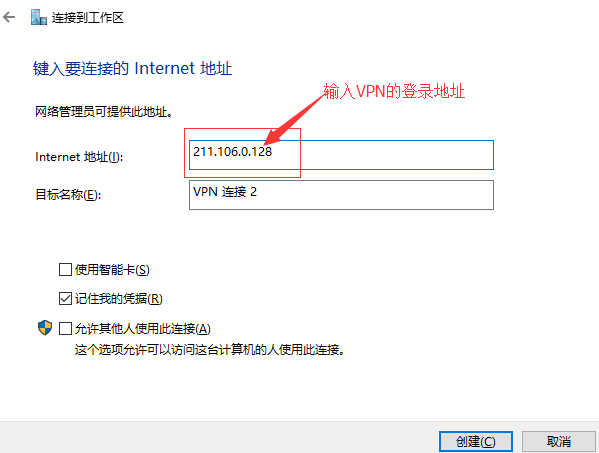 连接到工作区
键入要连接的 Internet 地址
输入VPN的登录地址
网络管理员可提供此地址。
Internet 地址(I):
211.106.0.128
目标名称(E):
VPN 连接 2
使用智能卡(S)
记住我的凭据(R)
允许其他人使用此连接(A)
这个选项允许可以访问这台计算机的人使用此连接。
创建(C)
取消